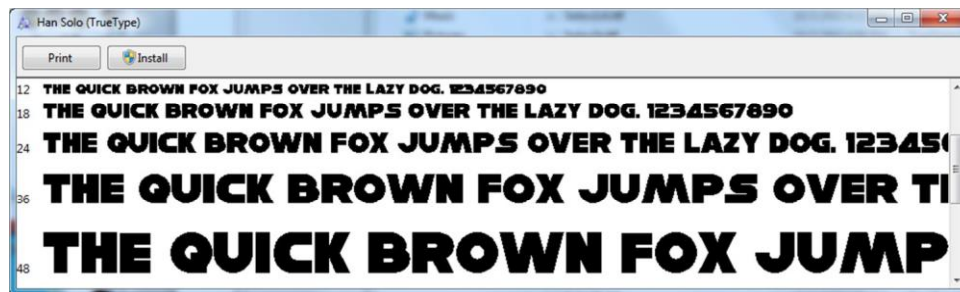 Han Solo (TrueType)
Print Install
12 THE QUICK BROWN FOX JUMPS OVER THE LAZY DOG. 1234567890
18 THE QUICK BROWN FOX JUMPS OVER THE LAZY DOG. 1234567890
24 THE QUICK BROWN FOX JUMPS OVER THE LAZY DOG. 123456
36 THE QUICK BROWN FOX JUMPS OVER T
48 THE QUICK BROWN FOX JUMP